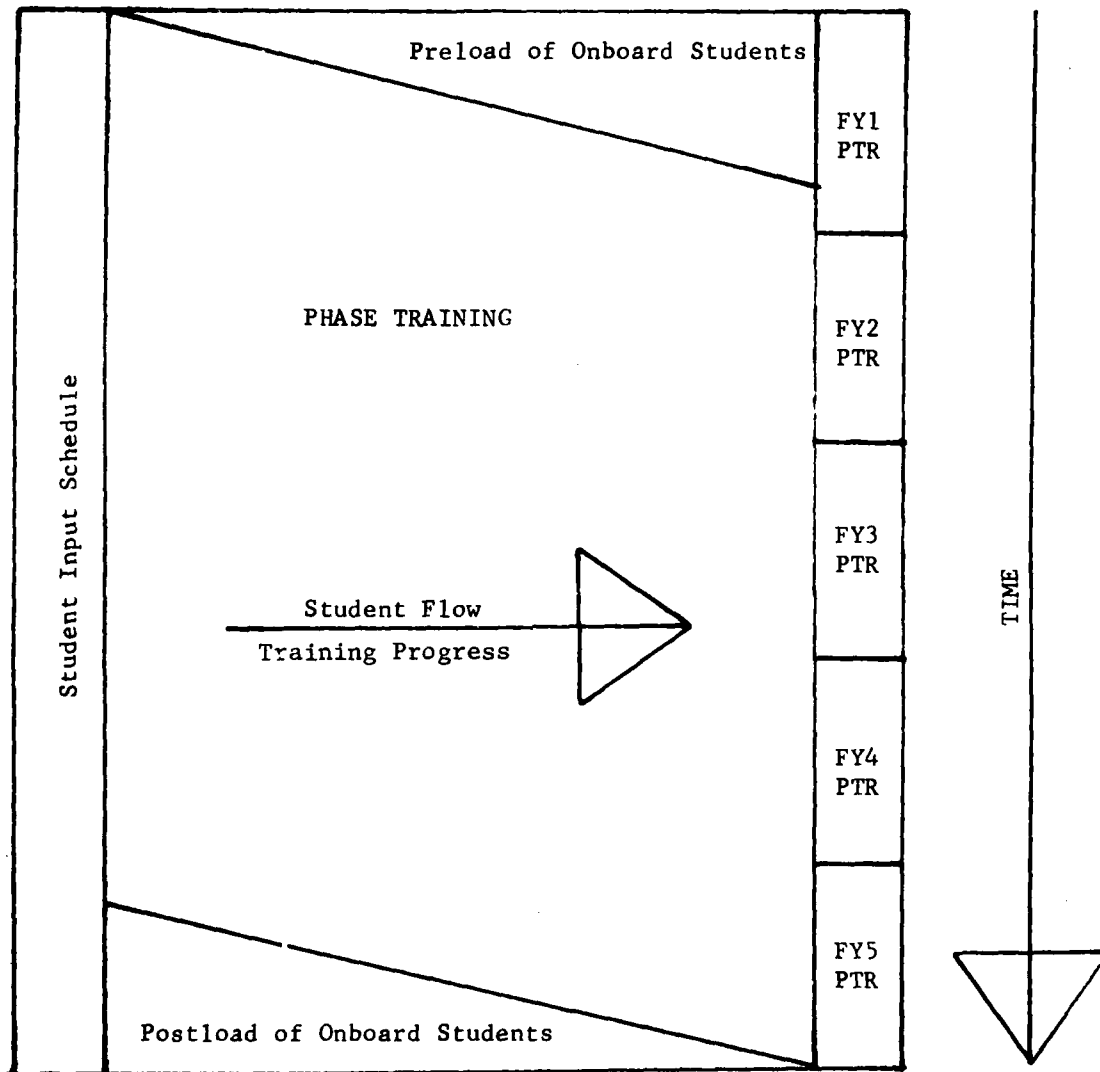 Preload of Onboard Students
FY1
PTR
PHASE TRAINING
FY2
PTR
Student Input Schedule
FY3
PTR
TIME
Student Flow
Training Progress
FY4
PTR
FY5
PTR
Postload of Onboard Students